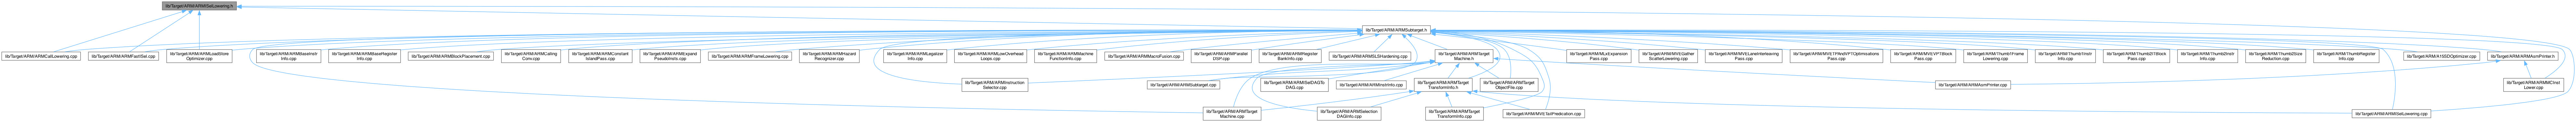 lib/Target/ARM/ARMISelLowering.h
lib/Target/ARM/ARMSubtarget.h
lib/Target/ARM/ARMCallLowering.cpp
lib/Target/ARM/ARMFastISel.cpp
lib/Target/ARM/ARMLoadStore
Optimizer.cpp
lib/Target/ARM/ARMBaseInstr
Info.cpp
lib/Target/ARM/ARMBaseRegister
Info.cpp
lib/Target/ARM/ARMBlockPlacement.cpp
lib/Target/ARM/ARMCalling
Conv.cpp
lib/Target/ARM/ARMConstant
IslandPass.cpp
lib/Target/ARM/ARMExpand
PseudoInsts.cpp
lib/Target/ARM/ARMFrameLowering.cpp
lib/Target/ARM/ARMHazard
Recognizer.cpp
lib/Target/ARM/ARMLegalizer
Info.cpp
lib/Target/ARM/ARMLowOverhead
Loops.cpp
lib/Target/ARM/ARMMachine
FunctionInfo.cpp
lib/Target/ARM/ARMMacroFusion.cpp
lib/Target/ARM/ARMParallel
DSP.cpp
lib/Target/ARM/ARMRegister
BankInfo.cpp
lib/Target/ARM/ARMSLSHardening.cpp
lib/Target/ARM/ARMTarget
Machine.h
lib/Target/ARM/MLxExpansion
Pass.cpp
lib/Target/ARM/MVEGather
ScatterLowering.cpp
lib/Target/ARM/MVELaneInterleaving
Pass.cpp
lib/Target/ARM/MVETPAndVPTOptimisations
Pass.cpp
lib/Target/ARM/MVEVPTBlock
Pass.cpp
lib/Target/ARM/Thumb1Frame
Lowering.cpp
lib/Target/ARM/Thumb1Instr
Info.cpp
lib/Target/ARM/Thumb2ITBlock
Pass.cpp
lib/Target/ARM/Thumb2Instr
Info.cpp
lib/Target/ARM/Thumb2Size
Reduction.cpp
lib/Target/ARM/ThumbRegister
Info.cpp
lib/Target/ARM/A15SDOptimizer.cpp
lib/Target/ARM/ARMAsmPrinter.h
lib/Target/ARM/ARMInstruction
Selector.cpp
lib/Target/ARM/ARMSubtarget.cpp
lib/Target/ARM/ARMISelDAGTo
DAG.cpp
lib/Target/ARM/ARMInstrInfo.cpp
lib/Target/ARM/ARMTarget
TransformInfo.h
lib/Target/ARM/ARMTarget
ObjectFile.cpp
lib/Target/ARM/ARMAsmPrinter.cpp
lib/Target/ARM/ARMMCInst
Lower.cpp
lib/Target/ARM/ARMTarget
Machine.cpp
lib/Target/ARM/ARMSelection
DAGInfo.cpp
lib/Target/ARM/ARMTarget
TransformInfo.cpp
lib/Target/ARM/MVETailPredication.cpp
lib/Target/ARM/ARMISelLowering.cpp